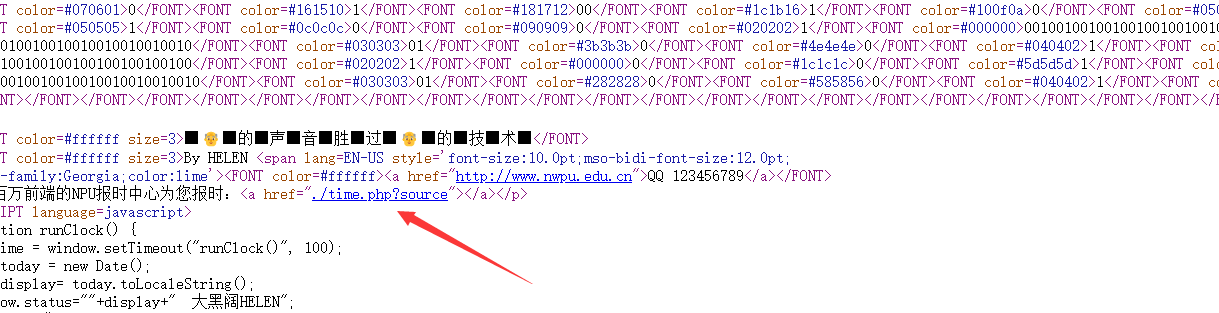 T color=#070601>0</FONT><FONT color=#161510>1</FONT><FONT color=#181712>00</FONT><FONT color=#1c1b16>1</FONT><FONT color=#100f0a>0</FONT><FONT color=#050
T color=#050505>1</FONT><FONT color=#0c0c0c>0</FONT><FONT color=#090909>0</FONT><FONT color=#020202>1</FONT><FONT color=#000000>001001001001001001001001001
0100100100100100100100010</FONT><FONT color=#030303>01</FONT><FONT color=#3b3b3b>0</FONT><FONT color=#4e4e4e>0</FONT><FONT color=#040402>1</FONT><FONT
1001001001001001001001001​00</FONT><FONT color=#020202>1</FONT><FONT color=#000000>0</FONT><FONT color=#1c1c1c>0</FONT><FONT color=#5d5d5d>1</FONT><FONT
0010010010010010010010010</FONT><FONT color=#030303>01</FONT><FONT color=#282828>0</FONT><FONT color=#585856>0</FONT><FONT color=#040402>1</FONT><FONT
NT></FONT></FONT></FONT></FONT></FONT></FONT></FONT></FONT></FONT></FONT></FONT></FONT></FONT></FONT></FONT></FONT></FONT></FONT></FONT>
T color=#ffffff size=3>■👴■的■声■音■胜■过■👴■的■技■术■</FONT>
T color=#ffffff size=3>By HELEN <span lang=EN-US style='font-size:10.0pt;mso-bidi-font-size:12.0pt;
-family:Georgia;color:lime'><FONT color=#ffffff><a href="http://www.nwpu.edu.cn">QQ 123456789</a></FONT>
百万前端的NPU报时中心为您报时：<a href="./time.php?source"></a></p>
IPT language=javascript>
tion runClock() {
ime = window.setTimeout("runClock()", 100);
today = new Date();
display= today.toLocaleString();
ow.status=""+display+"  大黑阔HELEN";